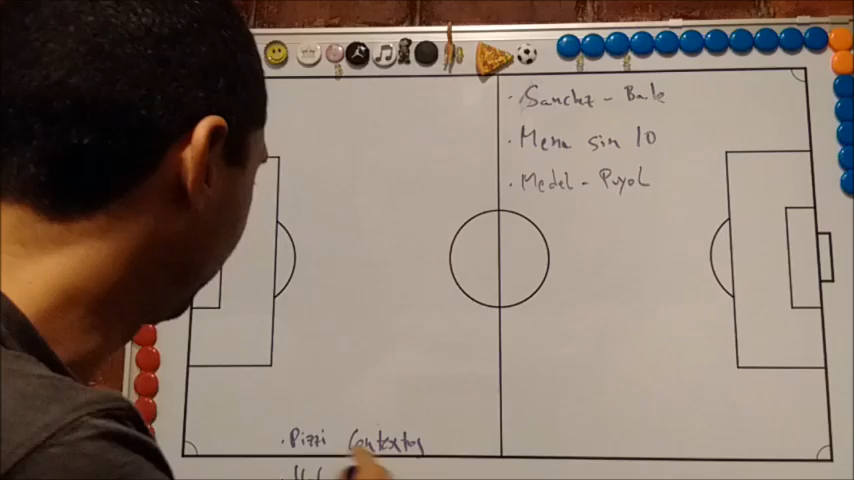 · Sanchez - Bale
· Mena sin 10
· Medel - Puyol
· Pizzi Contextos